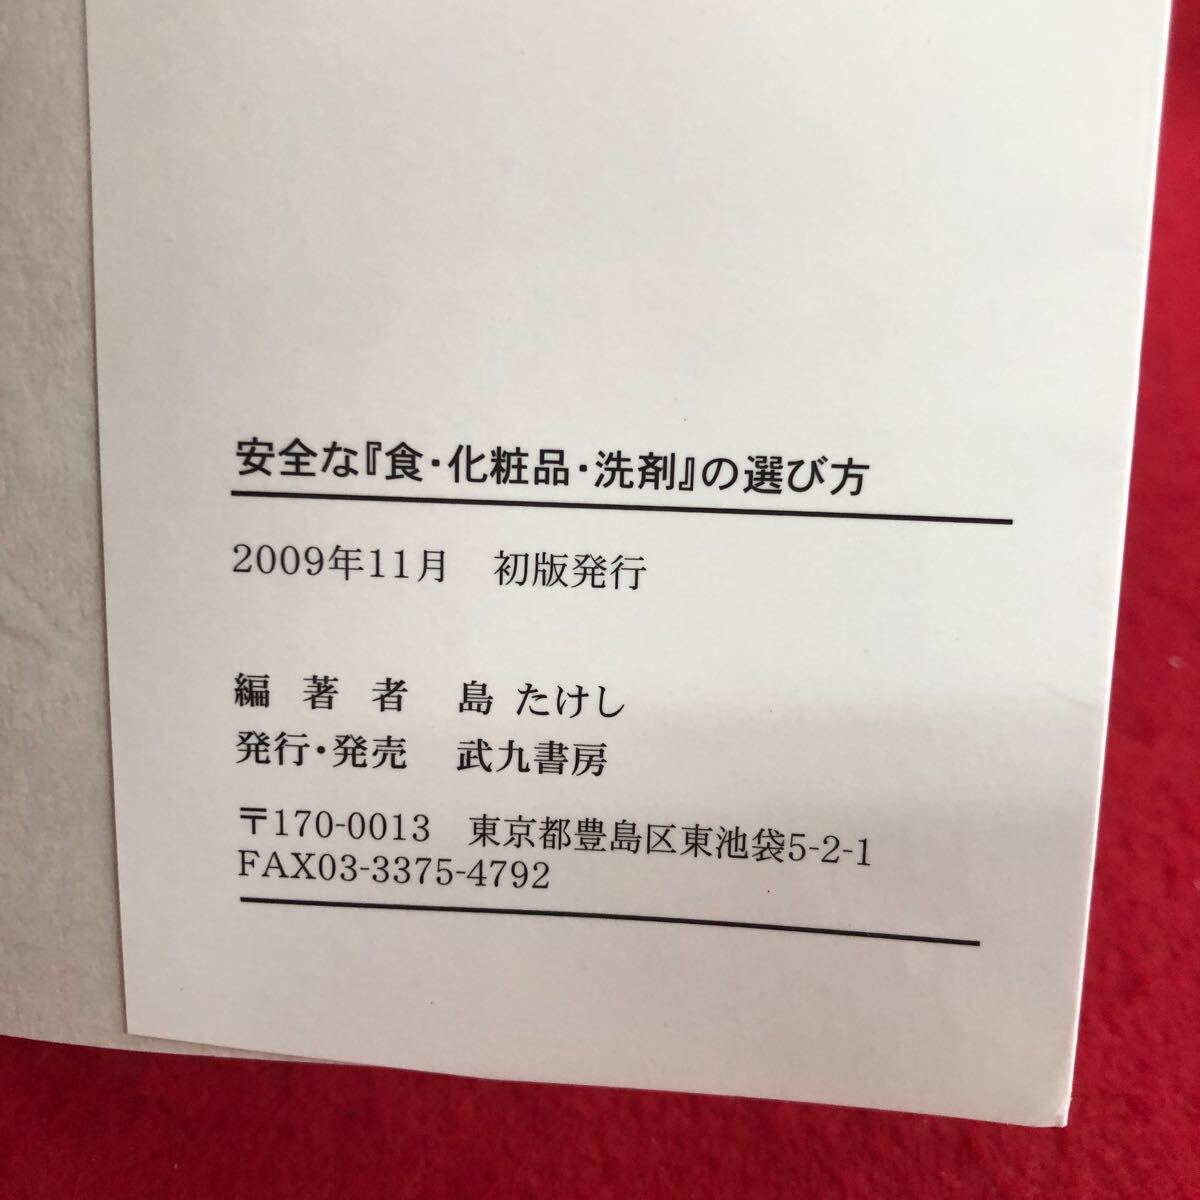 安全な『食・化粧品・洗剤』の選び方
2009年11月　初版発行
編 著 者　島 たけし
発行・発売　武九書房
〒170-0013　東京都豊島区東池袋5-2-1
FAX03-3375-4792